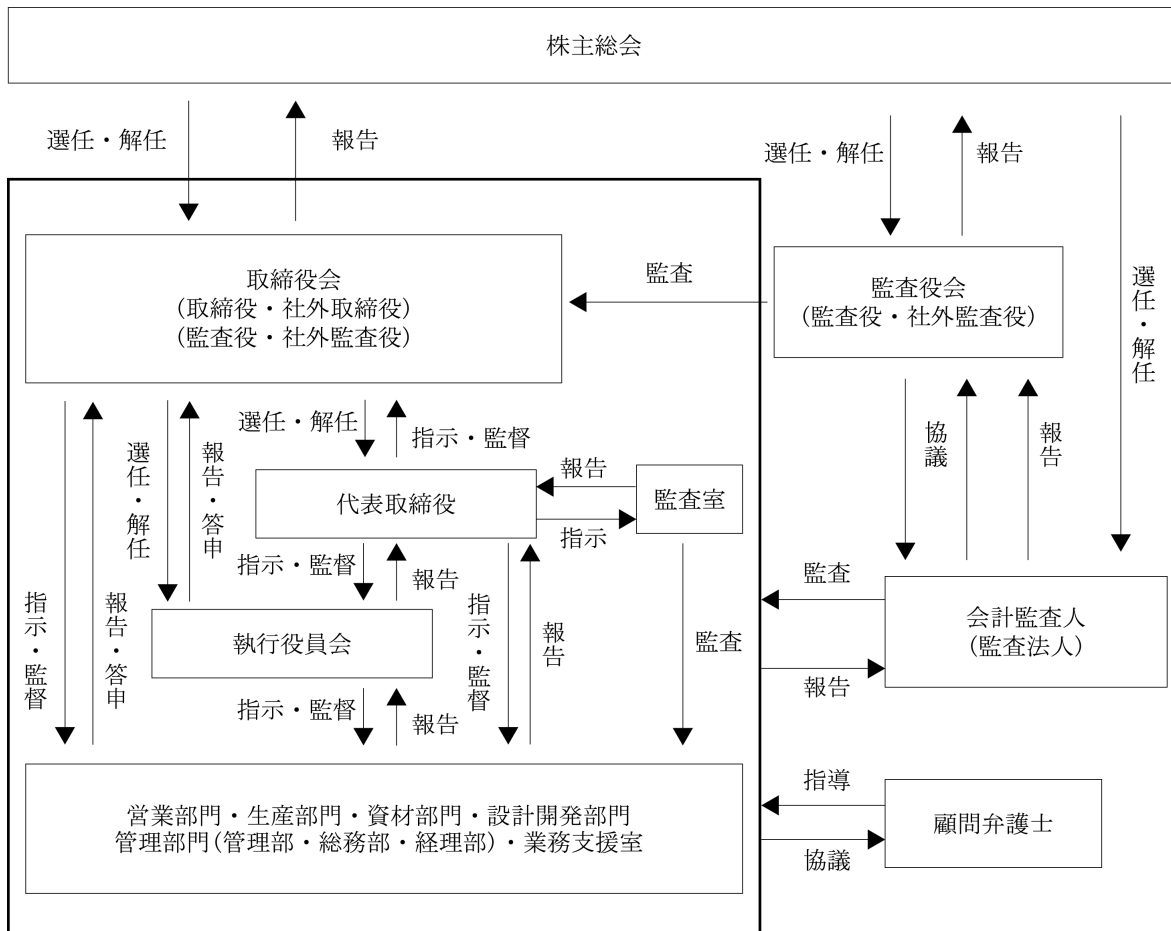 株主総会
選任・解任
報告
選任・解任
報告
選任・解任
取締役会
(取締役・社外取締役)
(監査役・社外監査役)
監査
監査役会
(監査役・社外監査役)
選任・解任
指示・監督
選任・解任
報告・答申
協議
報告
代表取締役
報告
指示
監査室
指示・監督
報告
指示・監督
報告・答申
執行役員会
指示・監督
報告
監査
監査
報告
会計監査人
(監査法人)
指示・監督
報告
営業部門・生産部門・資材部門・設計開発部門
管理部門(管理部・総務部・経理部)・業務支援室
指導
協議
顧問弁護士